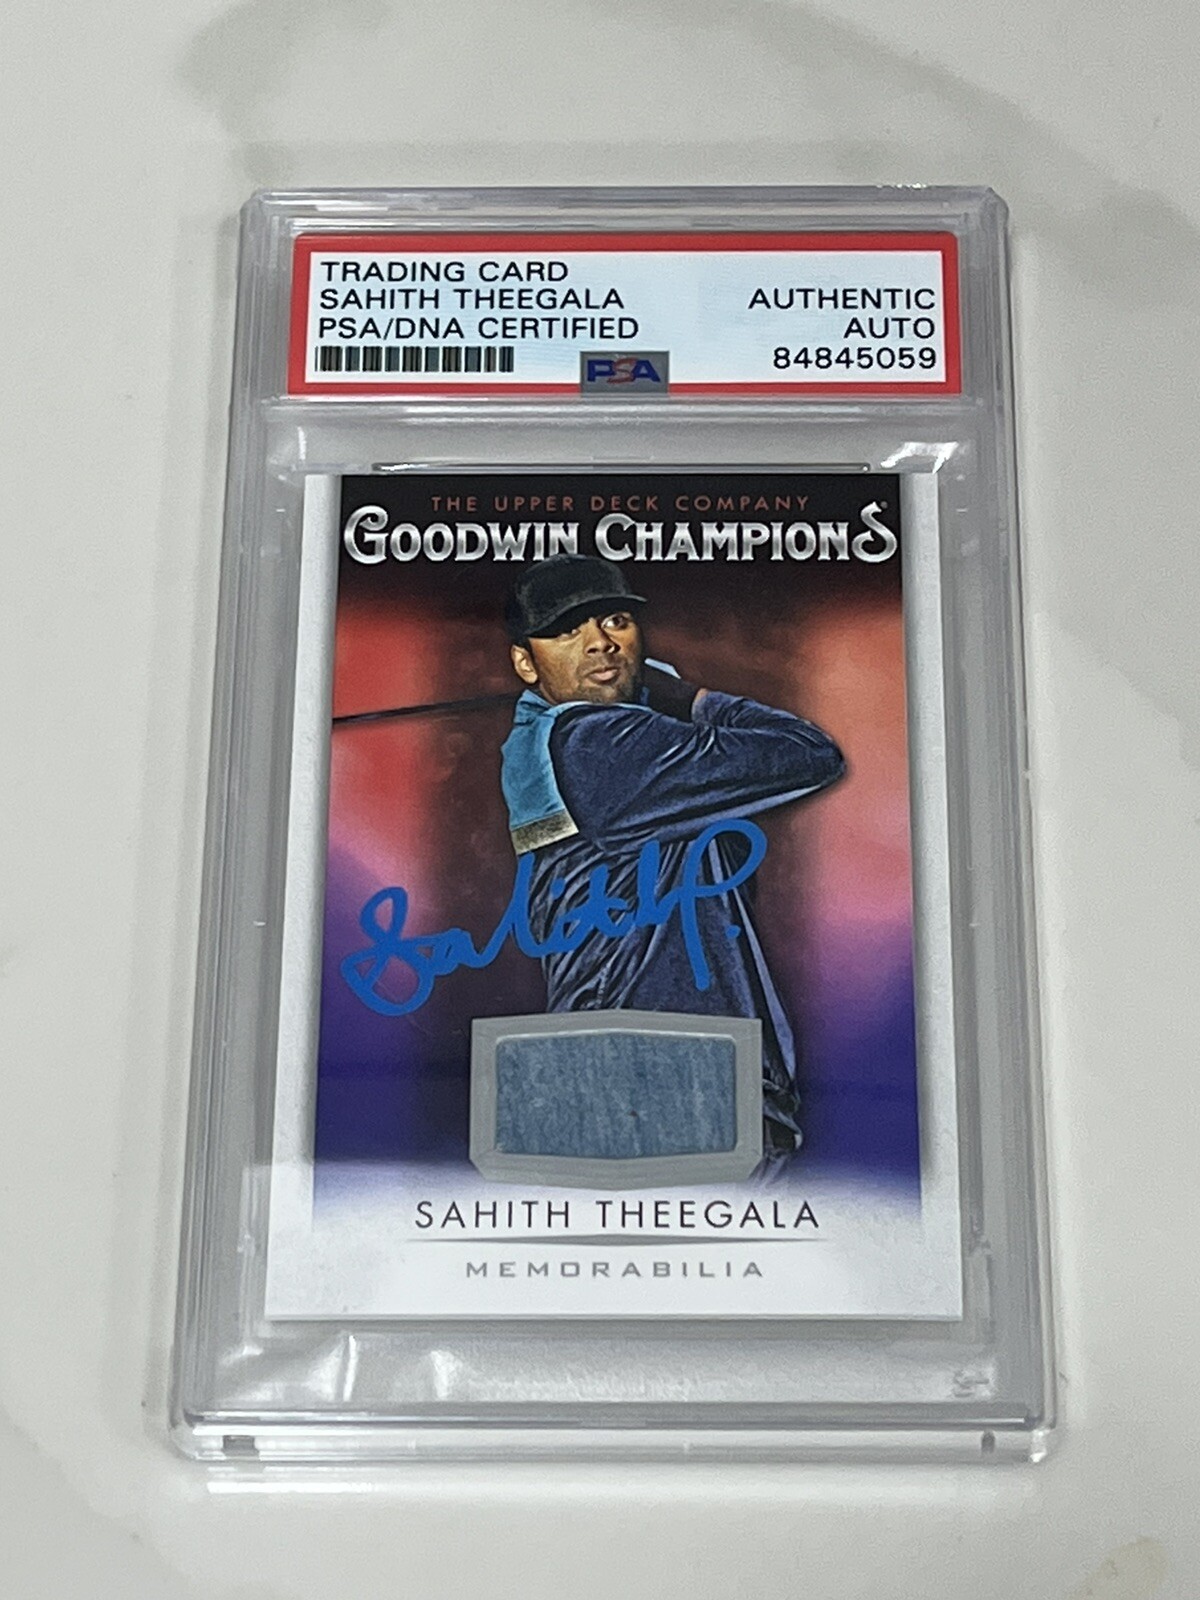 TRADING CARD
SAHITH THEEGALA
PSA/DNA CERTIFIED
AUTHENTIC
AUTO
84845059
PSA
THE UPPER DECK COMPANY
GOODWIN CHAMPIONS
SAHITH THEEGALA
MEMORABILIA